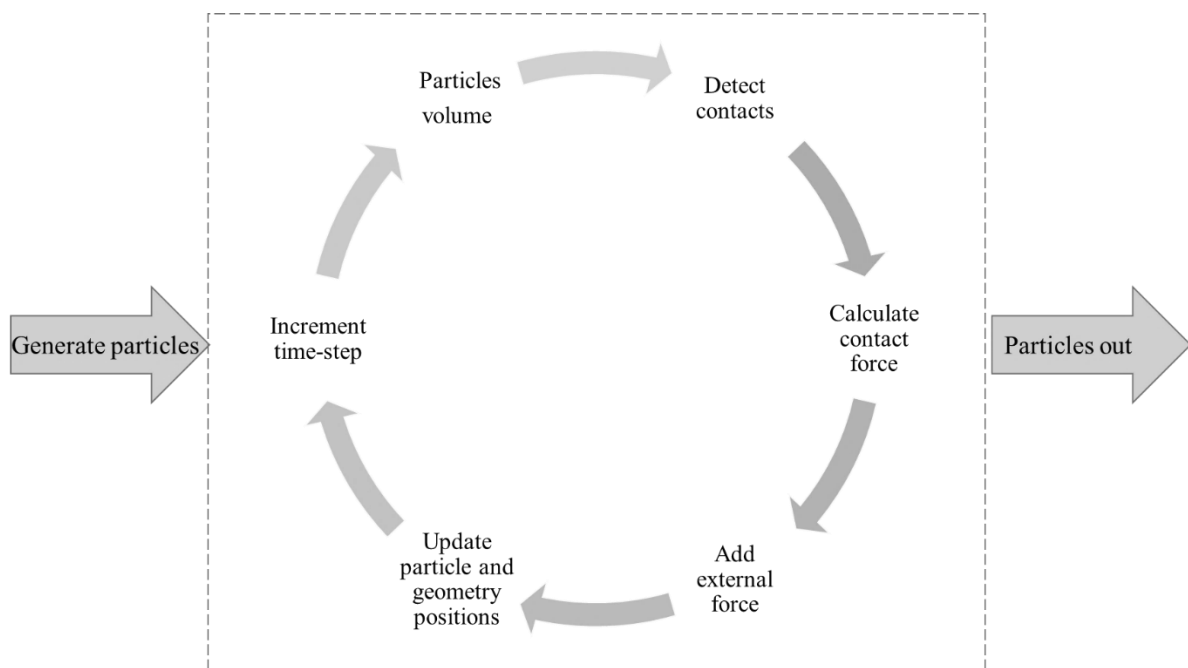 Particles
volume
Detect
contacts
Generate particles
Increment
time-step
Calculate
contact
force
Particles out
Update
particle and
geometry
positions
Add
external
force